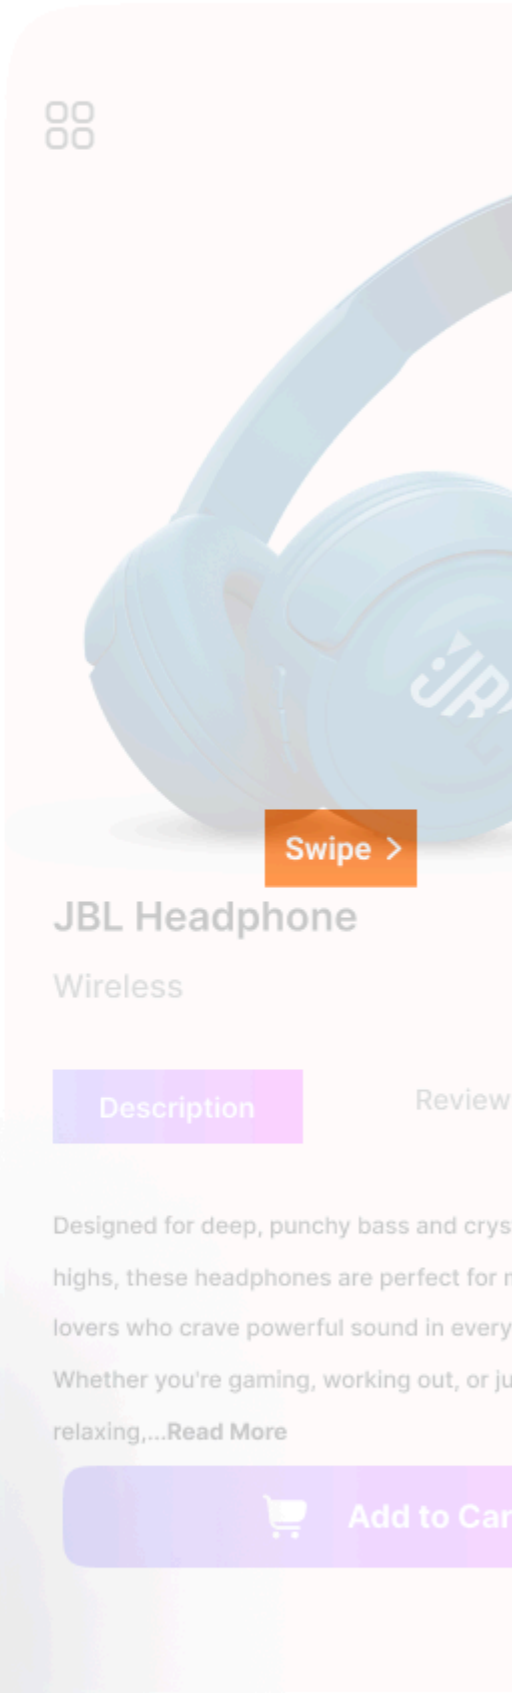 JB
Swipe >
JBL Headphone
Wireless
Description
Review
Designed for deep, punchy bass and crys
highs, these headphones are perfect for
lovers who crave powerful sound in every
Whether you're gaming, working out, or ju
relaxing,...Read More
Add to Car